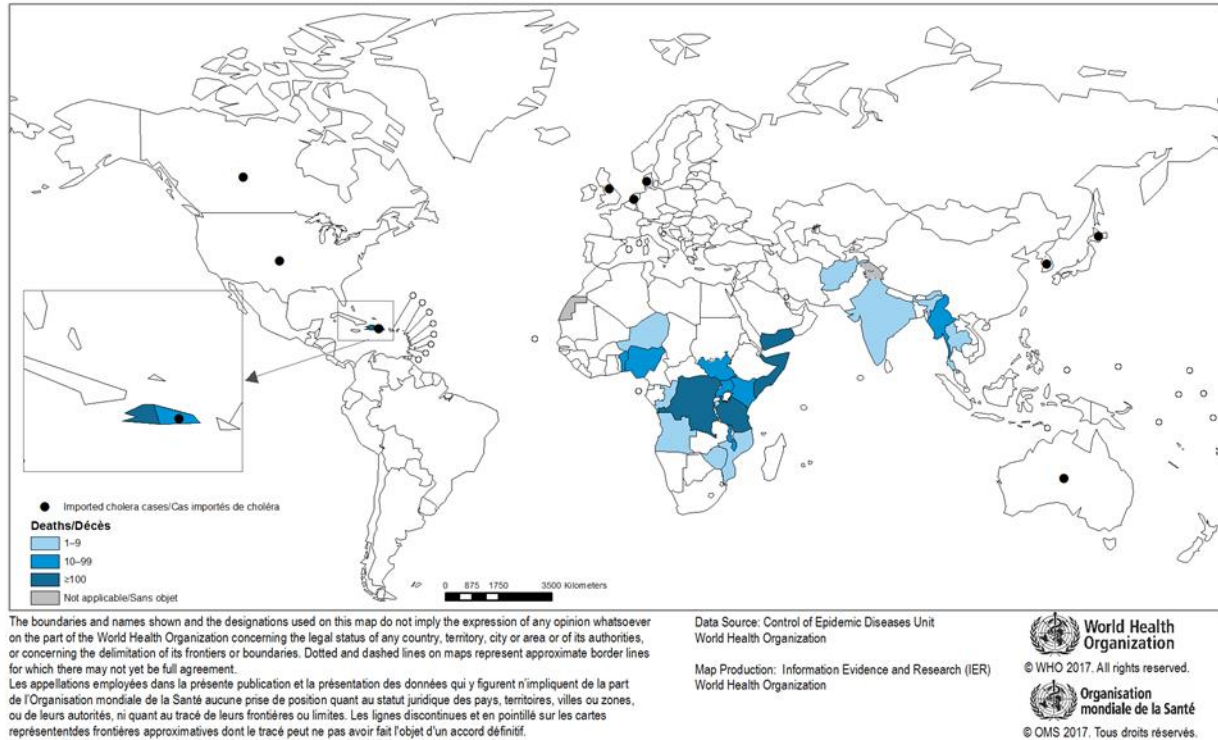 Imported cholera cases/Cas importés de choléra
Deaths/Décès
1–9
10–99
≥100
Not applicable/Sans objet
0 875 1750 3500 Kilometers
The boundaries and names shown and the designations used on this map do not imply the expression of any opinion whatsoever
on the part of the World Health Organization concerning the legal status of any country, territory, city or area or of its authorities,
or concerning the delimitation of its frontiers or boundaries. Dotted and dashed lines on maps represent approximate border lines
for which there may not yet be full agreement.
Les appellations employées dans la présente publication et la présentation des données qui y figurent n'impliquent de la part
de l'Organisation mondiale de la Santé aucune prise de position quant au statut juridique des pays, territoires, villes ou zones,
ou de leurs autorités, ni quant au tracé de leurs frontières ou limites. Les lignes discontinues et en pointillé sur les cartes
représententdes frontières approximatives dont le tracé peut ne pas avoir fait l'objet d'un accord définitif.
Data Source: Control of Epidemic Diseases Unit
World Health Organization
Map Production: Information Evidence and Research (IER)
World Health Organization
World Health
Organization
© WHO 2017. All rights reserved.
Organisation
mondiale de la Santé
© OMS 2017. Tous droits réservés.